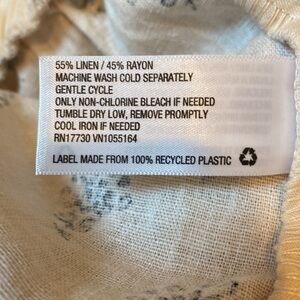 55% LINEN / 45% RAYON
MACHINE WASH COLD SEPARATELY
GENTLE CYCLE
ONLY NON-CHLORINE BLEACH IF NEEDED
TUMBLE DRY LOW, REMOVE PROMPTLY
COOL IRON IF NEEDED
RN17730 VN1055164
LABEL MADE FROM 100% RECYCLED PLASTIC